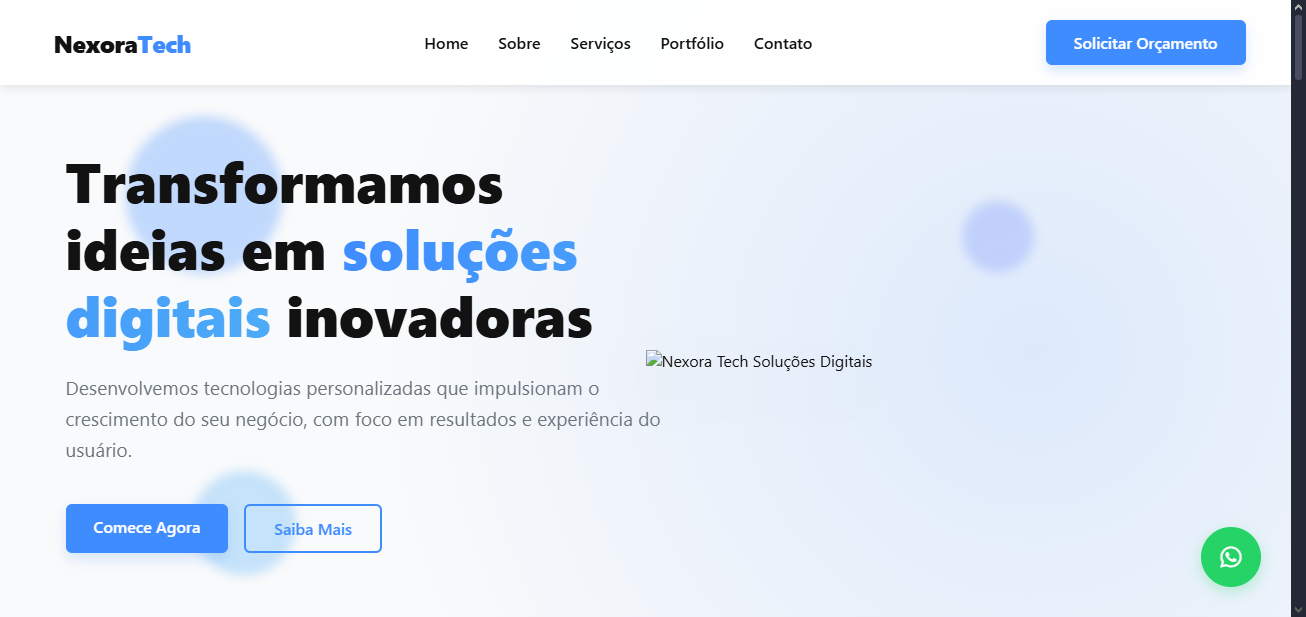 NexoraTech
Home
Sobre
Serviços
Portfólio
Contato
Solicitar Orçamento
Transformamos
ideias em soluções
digitais inovadoras
Nexora Tech Soluções Digitais
Desenvolvemos tecnologias personalizadas que impulsionam o
crescimento do seu negócio, com foco em resultados e experiência do
usuário.
Comece Agora
Saiba Mais